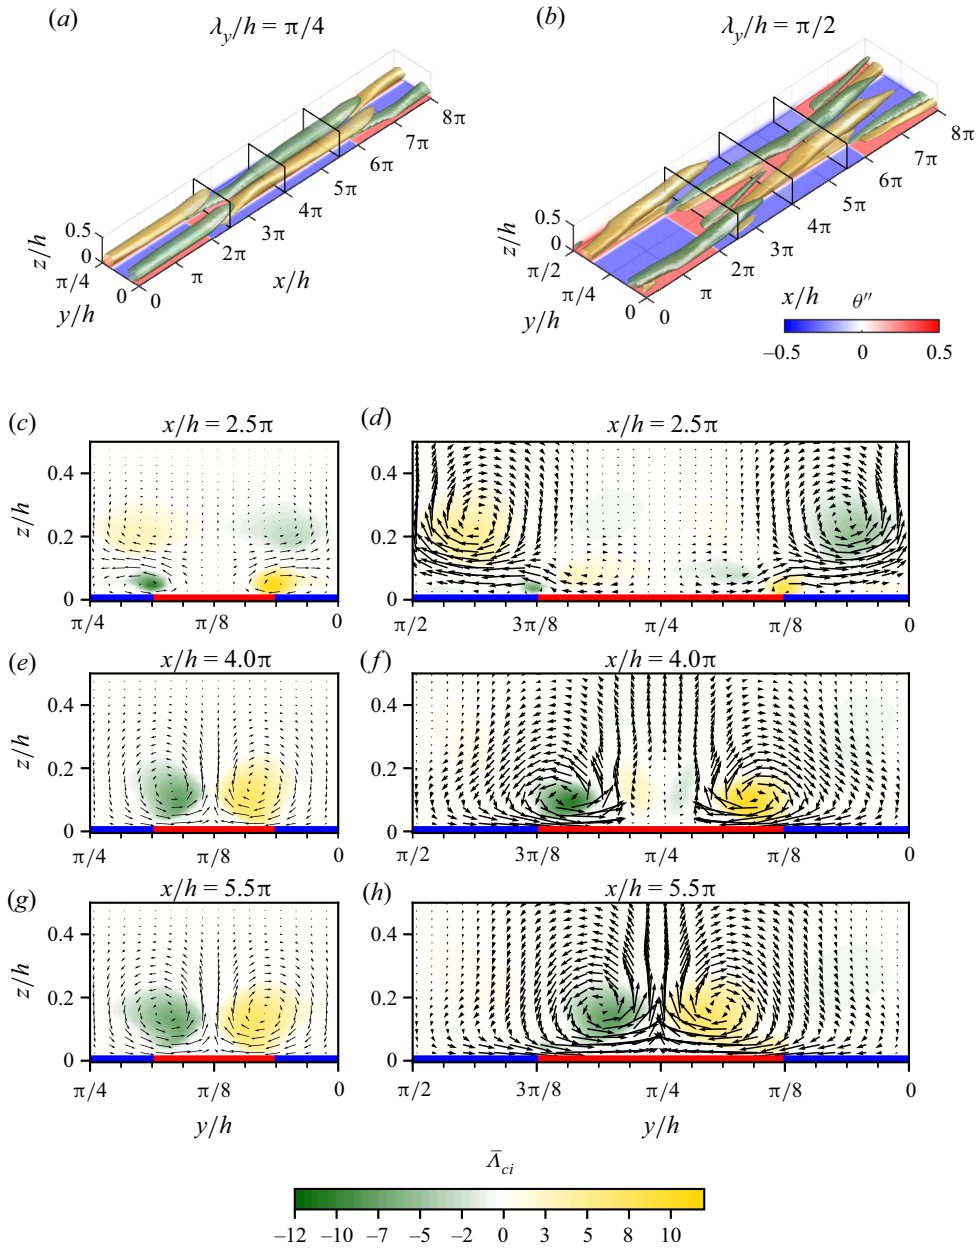 (a)
λy/h = π/4
(b)
λy/h = π/2
8π
7π
6π
5π
4π
3π
2π
π
0
x/h
0.5
0
z/h
π/4
0
y/h
8π
7π
6π
5π
4π
3π
2π
π
0
0.5
0
z/h
π/2
π/4
0
y/h
x/h
θ″
−0.5 0 0.5
(c) x/h = 2.5π
(d) x/h = 2.5π
z/h
0.4
0.2
0
π/4 π/8 0
π/2 3π/8 π/4 π/8 0
(e) x/h = 4.0π
(f) x/h = 4.0π
z/h
0.4
0.2
0
π/4 π/8 0
π/2 3π/8 π/4 π/8 0
(g) x/h = 5.5π
(h) x/h = 5.5π
z/h
0.4
0.2
0
π/4 π/8 0
π/2 3π/8 π/4 π/8 0
y/h
y/h
Λ̄ci
−12 −10 −7 −5 −2 0 3 5 8 10